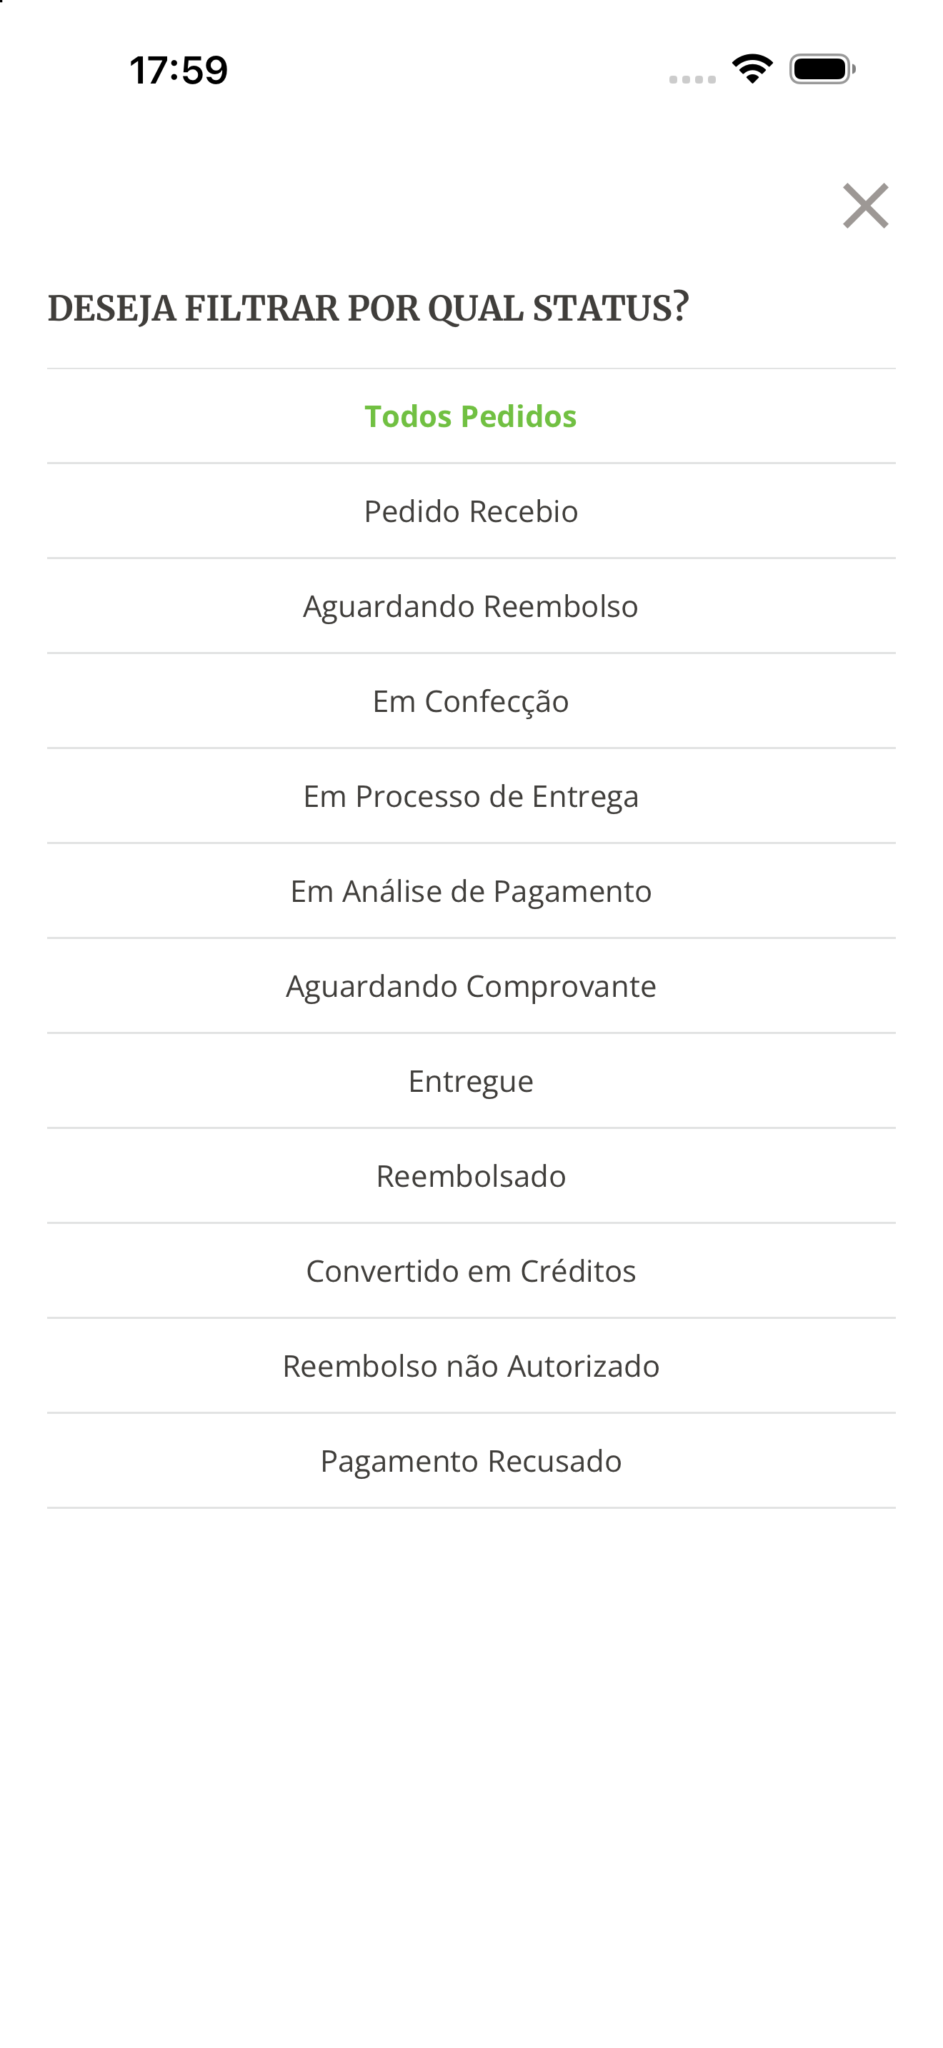 17:59
DESEJA FILTRAR POR QUAL STATUS?
Todos Pedidos
Pedido Recebio
Aguardando Reembolso
Em Confecção
Em Processo de Entrega
Em Análise de Pagamento
Aguardando Comprovante
Entregue
Reembolsado
Convertido em Créditos
Reembolso não Autorizado
Pagamento Recusado